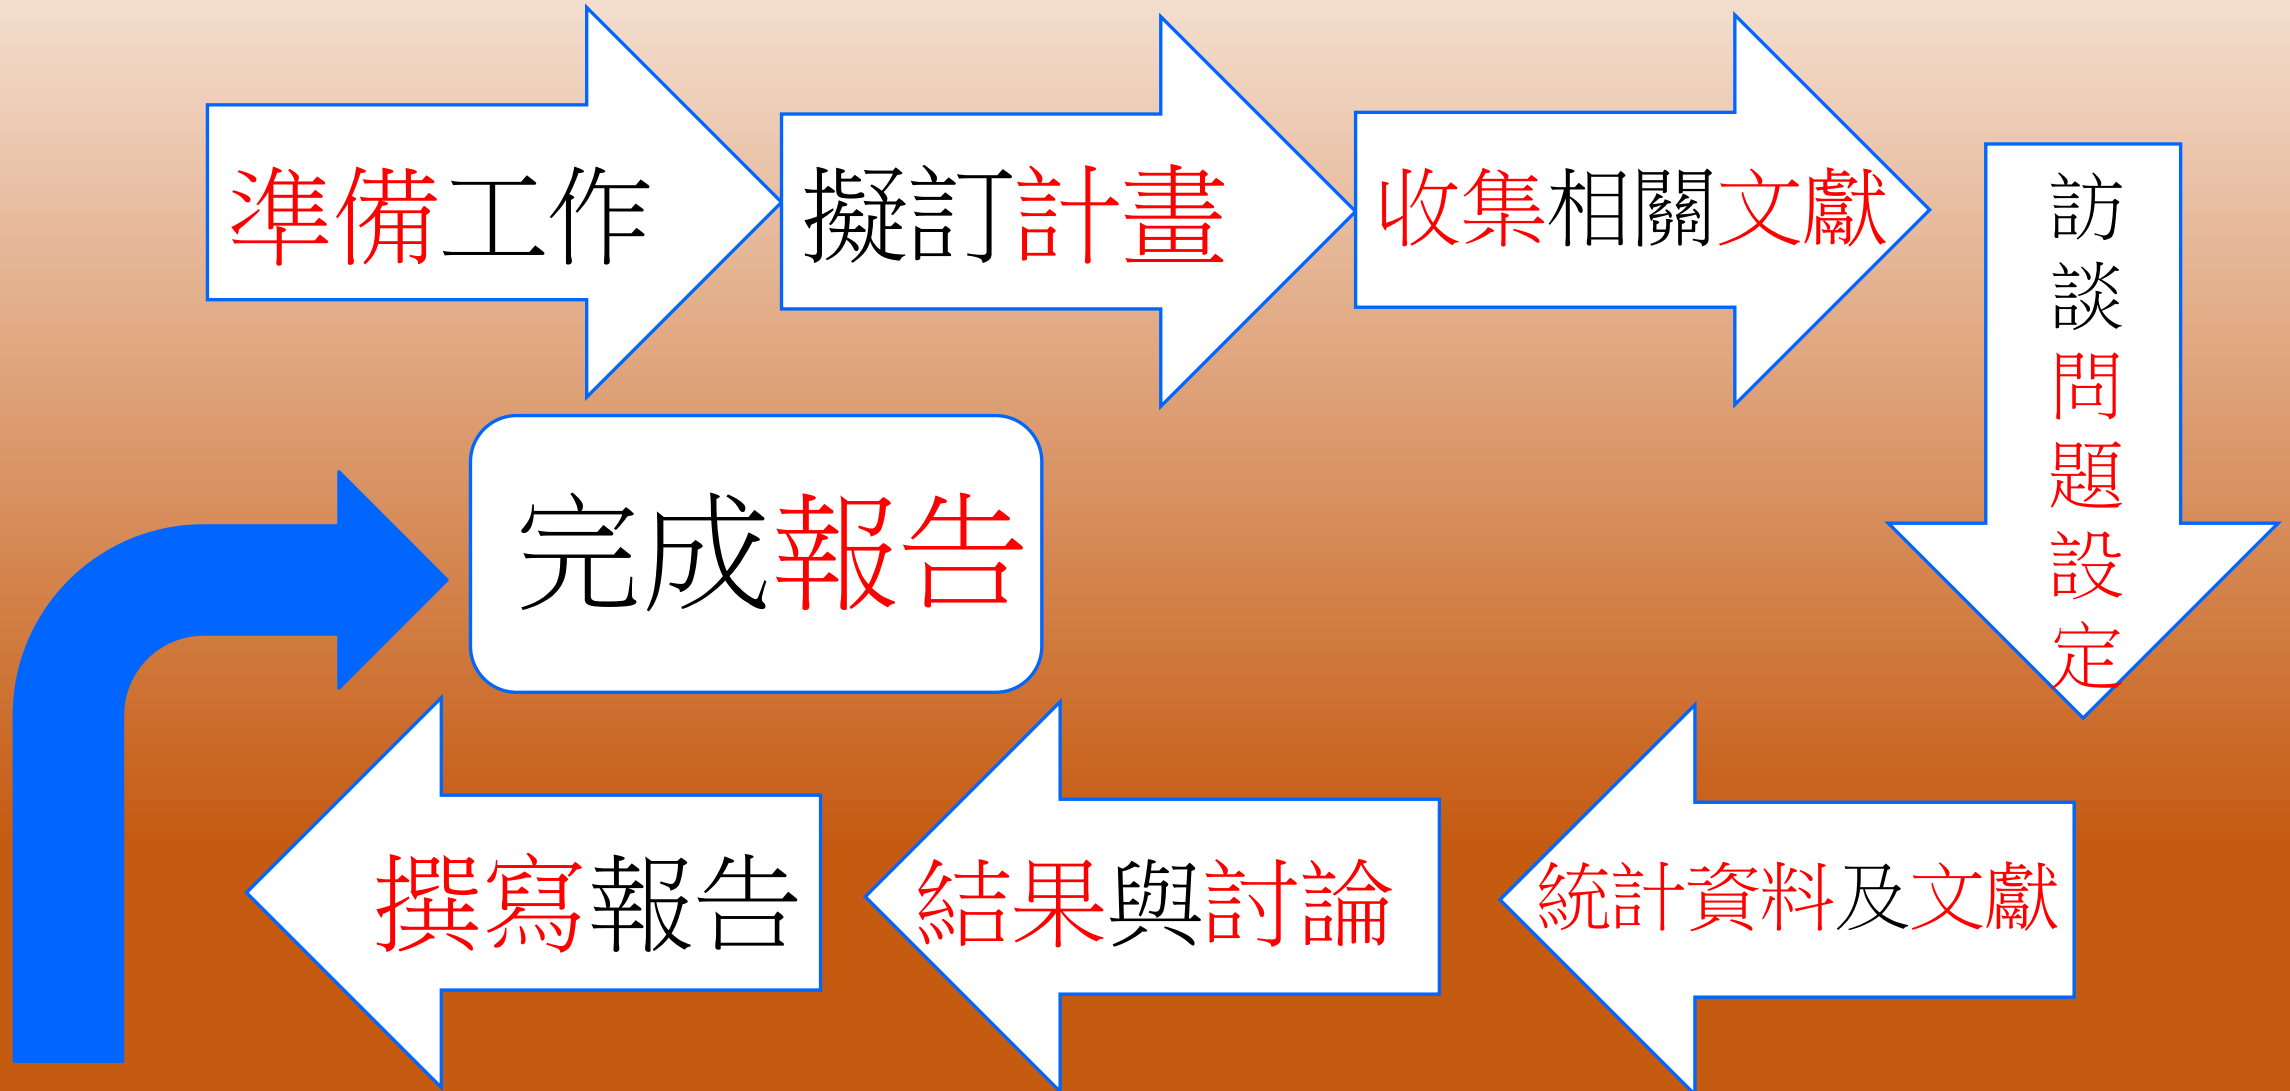 準備工作
擬訂計畫
收集相關文獻
訪談問題設定
統計資料及文獻
結果與討論
撰寫報告
完成報告